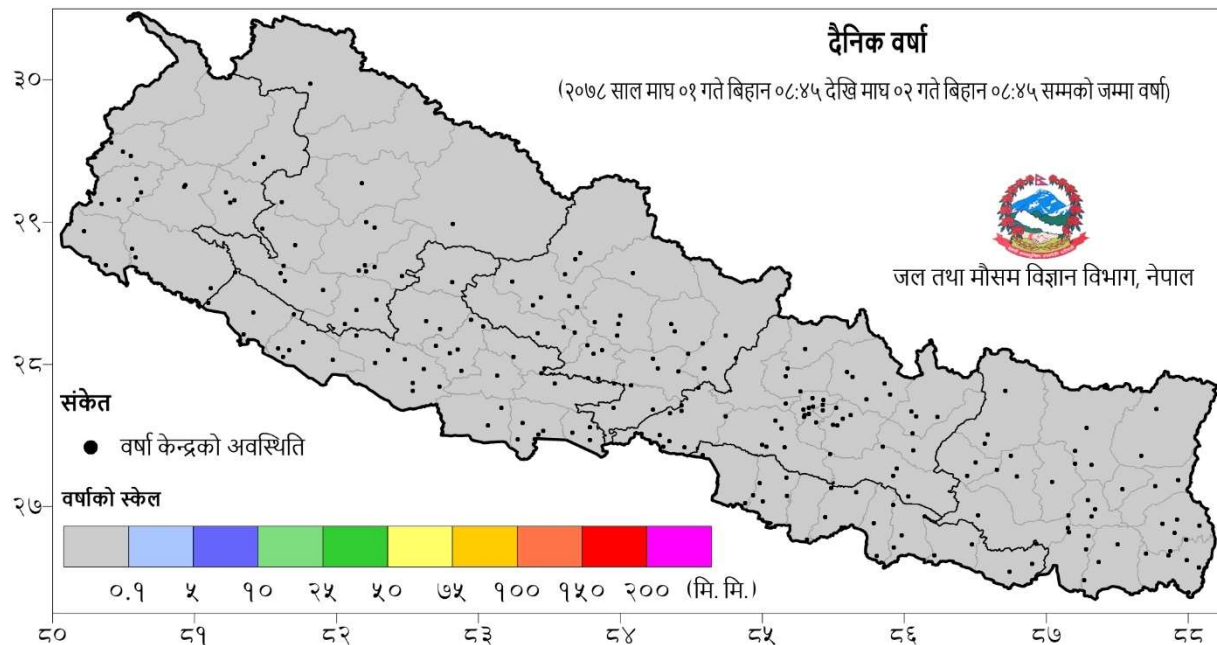 दैनिक वर्षा
(२०७८ साल माघ ०१ गते बिहान ०८:४५ देखि माघ ०२ गते बिहान ०८:४५ सम्मको जम्मा वर्षा)
जल तथा मौसम विज्ञान विभाग, नेपाल
३०
२९
२८
२७
संकेत
वर्षा केन्द्रको अवस्थिति
वर्षाको स्केल
०.१ ५ १० २५ ५० ७५ १०० १५० २०० (मि. मि.)
८० ८१ ८२ ८३ ८४ ८५ ८६ ८७ ८८